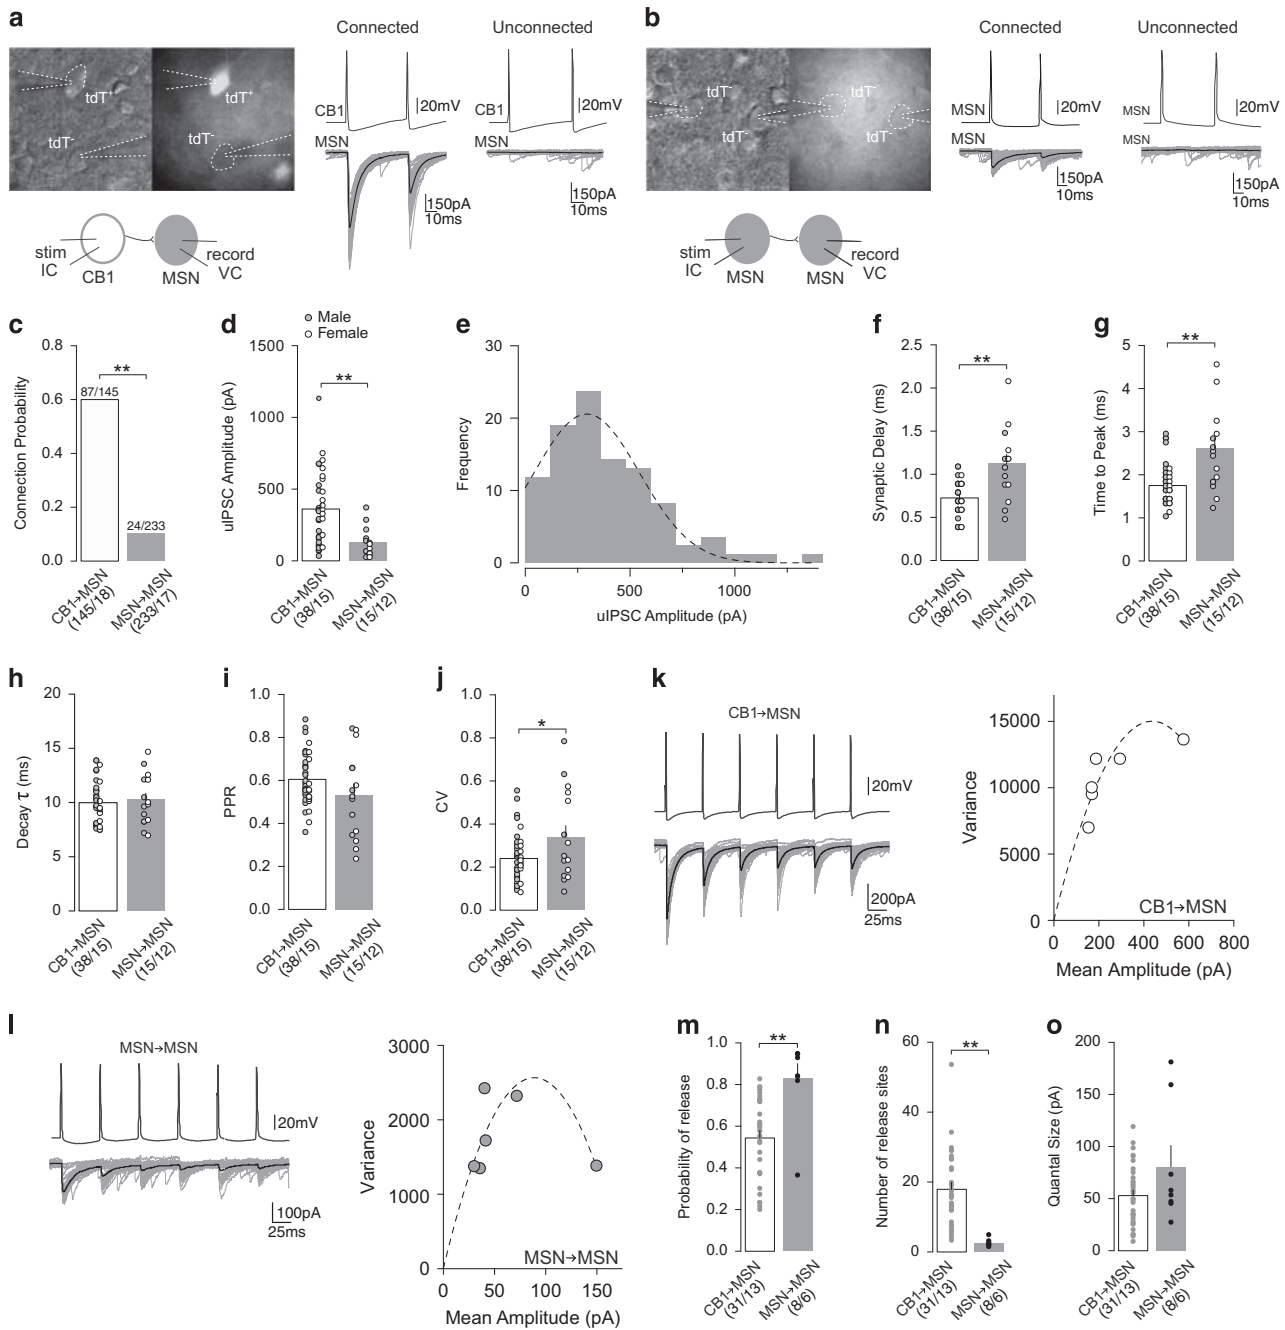 a
Connected
Unconnected
tdT+
tdT+
tdT-
tdT-
CB1
20mV
CB1
20mV
MSN
MSN
150pA
10ms
150pA
10ms
stim
IC
CB1
MSN
record
VC
b
Connected
Unconnected
tdT-
tdT-
tdT-
tdT-
MSN
20mV
MSN
20mV
MSN
MSN
150pA
10ms
150pA
10ms
stim
IC
MSN
MSN
record
VC
c
Connection Probability
0.8
0.6
0.4
0.2
0.0
87/145
**
24/233
CB1→MSN
(145/18)
MSN→MSN
(233/17)
d
Male
Female
uIPSC Amplitude (pA)
1500
1000
500
0
**
CB1→MSN
(38/15)
MSN→MSN
(15/12)
e
Frequency
30
20
10
0
0 500 1000
uIPSC Amplitude (pA)
f
Synaptic Delay (ms)
2.5
2.0
1.5
1.0
0.5
0.0
**
CB1→MSN
(38/15)
MSN→MSN
(15/12)
g
Time to Peak (ms)
5
4
3
2
1
0
**
CB1→MSN
(38/15)
MSN→MSN
(15/12)
h
Decay τ (ms)
20
15
10
5
0
CB1→MSN
(38/15)
MSN→MSN
(15/12)
i
PPR
1.0
0.8
0.6
0.4
0.2
0.0
CB1→MSN
(38/15)
MSN→MSN
(15/12)
j
CV
1.0
0.8
0.6
0.4
0.2
0.0
*
CB1→MSN
(38/15)
MSN→MSN
(15/12)
k
CB1→MSN
20mV
200pA
25ms
Variance
15000
10000
5000
0
CB1→MSN
0 200 400 600 800
Mean Amplitude (pA)
l
MSN→MSN
20mV
100pA
25ms
Variance
3000
2000
1000
0
MSN→MSN
0 50 100 150
Mean Amplitude (pA)
m
Probability of release
1.0
0.8
0.6
0.4
0.2
0.0
**
CB1→MSN
(31/13)
MSN→MSN
(8/6)
n
Number of release sites
60
40
20
0
**
CB1→MSN
(31/13)
MSN→MSN
(8/6)
o
Quantal Size (pA)
200
150
100
50
0
CB1→MSN
(31/13)
MSN→MSN
(8/6)